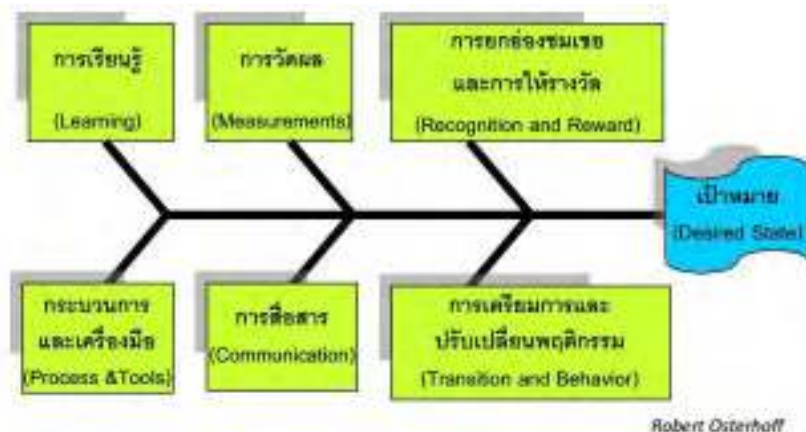 การเรียนรู้
(Learning)
การวัดผล
(Measurements)
การยกย่องชมเชย
และการให้รางวัล
(Recognition and Reward)
เป้าหมาย
(Desired State)
กระบวนการ
และเครื่องมือ
(Process &Tools)
การสื่อสาร
(Communication)
การเตรียมการและ
ปรับเปลี่ยนพฤติกรรม
(Transition and Behavior)
Robert Osterhoff